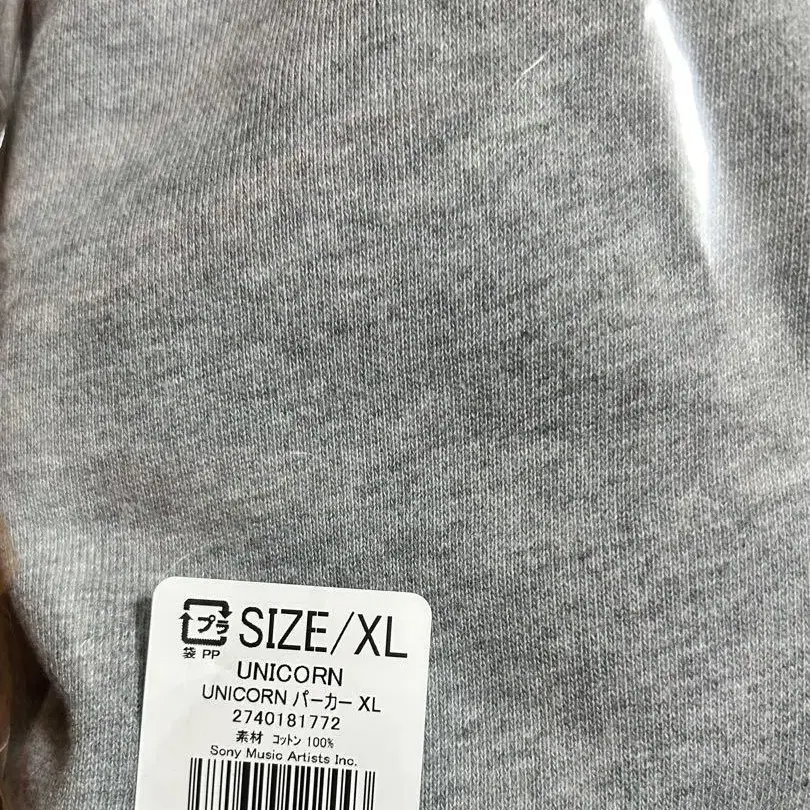 プラ SIZE/XL
袋 PP
UNICORN
UNICORN パーカー XL
2740181772
素材 コットン 100%
Sony Music Artists Inc.